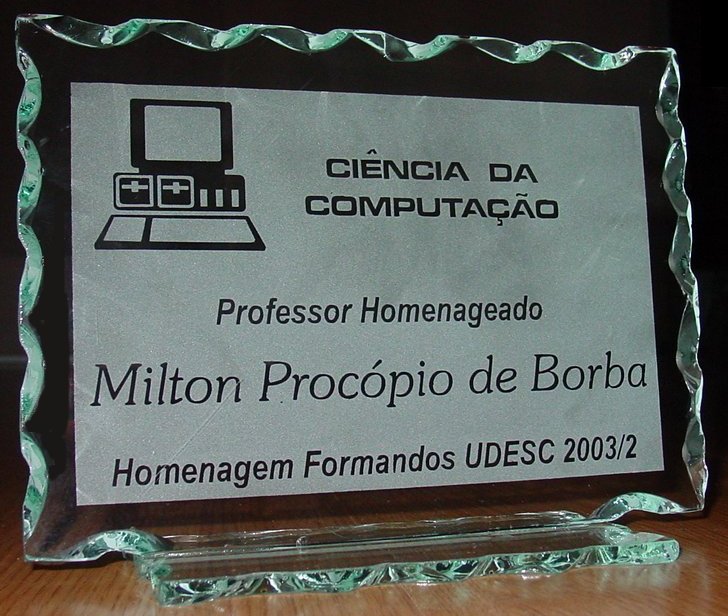 CIÊNCIA DA
COMPUTAÇÃO
Professor Homenageado
Milton Procópio de Borba
Homenagem Formandos UDESC 2003/2